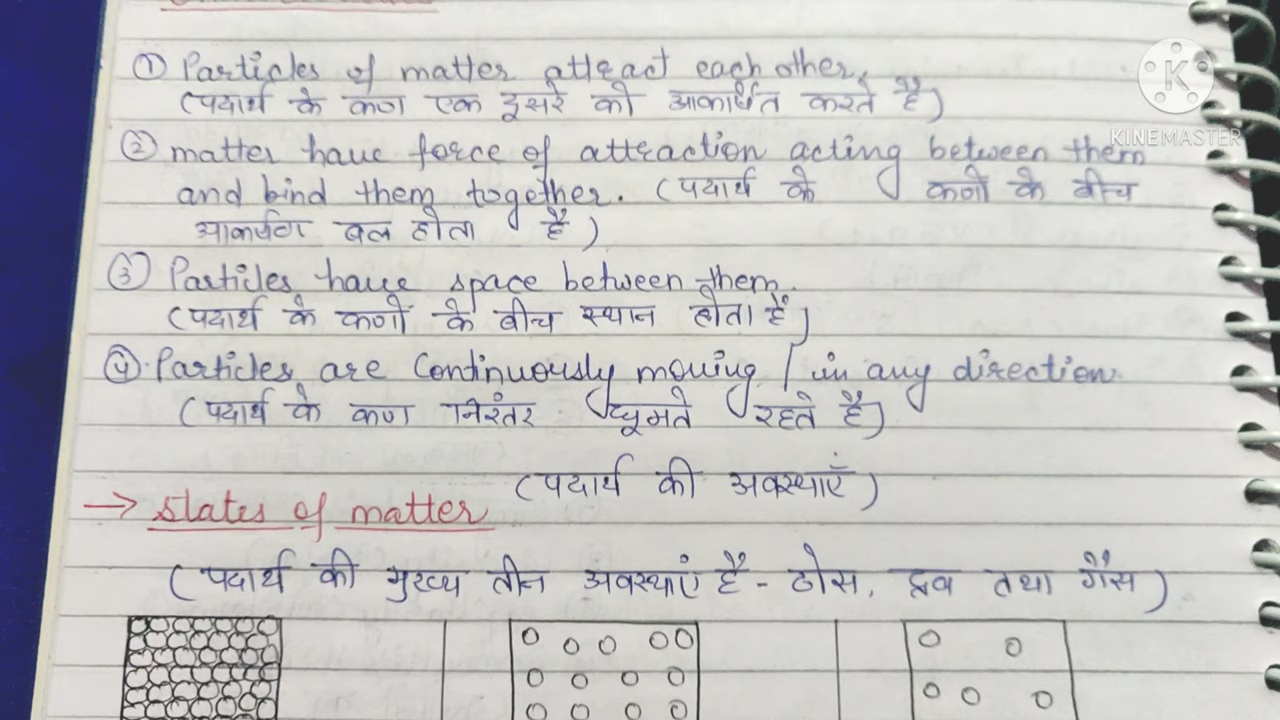 ① Particles of matter attract each other,
(पदार्थ के कण एक दूसरे को आकर्षित करते है)
② matter have force of attraction acting between them
and bind them together. (पदार्थ के कणो के बीच
आकर्षण बल होता है )
③ Particles have space between them.
(पदार्थ के कणो के बीच स्थान होता है)
④. Particles are Continuously moving / in any direction
(पदार्थ के कण निरंतर घूमते रहते है)
(पदार्थ की अवस्थाएँ)
→ States of matter
(पदार्थ की मुख्य तीन अवस्थाएं है - ठोस, द्रव तथा गैस)
K
KINEMASTER